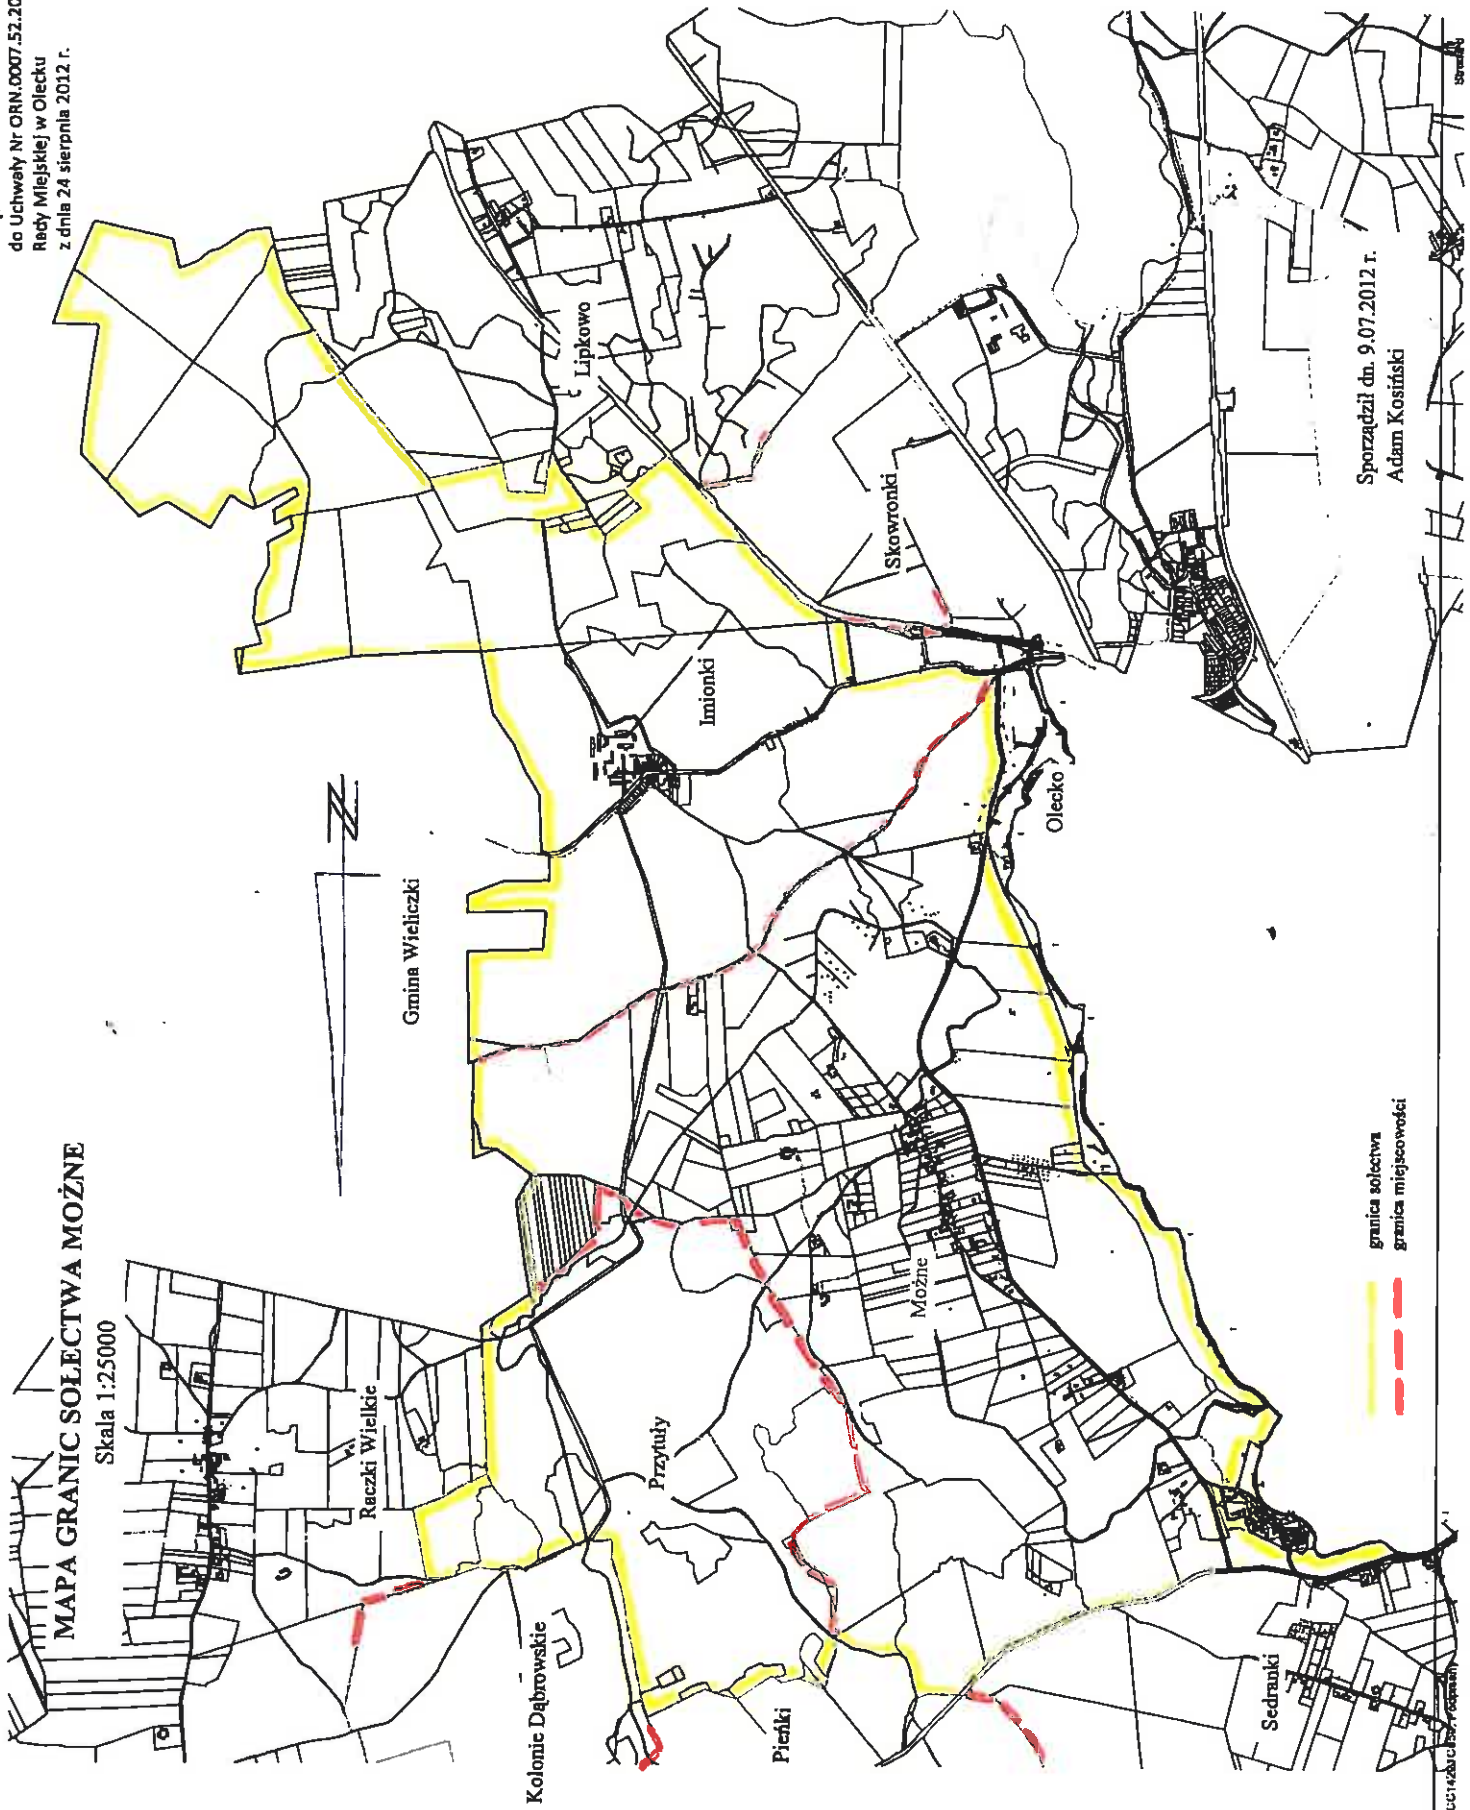 do Uchwały Nr ORN.0007.52.20
Rady Miejskiej w Olecku
z dnia 24 sierpnia 2012 r.
MAPA GRANIC SOŁECTWA MOŻNE
Skala 1:25000
Raczki Wielkie
Gmina Wieliczki
N
Lipkowo
Imionki
Skowronki
Kolonie Dąbrowskie
Przytuły
Pieńki
Możne
Olecko
Sedranki
granica sołectwa
granica miejscowości
Sporządził dn. 9.07.2012 r.
Adam Kosiński